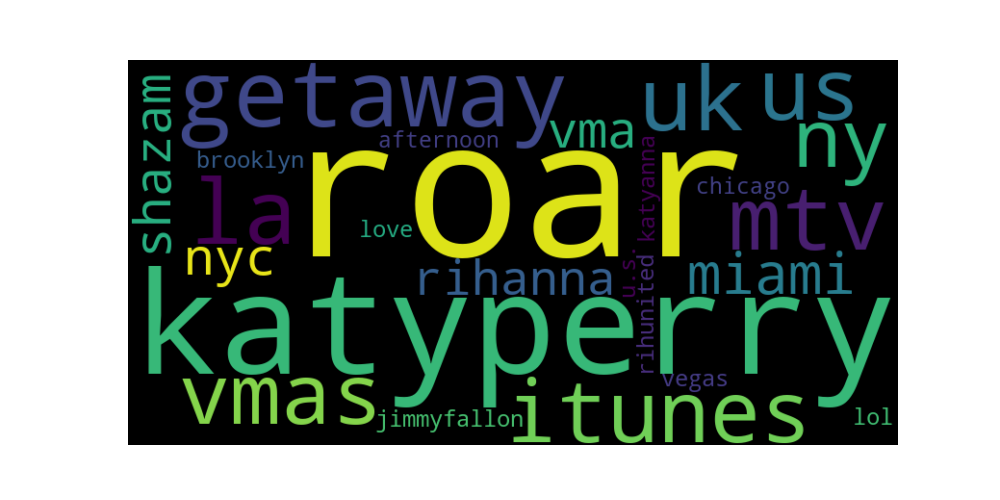 shazam
getaway
uk
us
afternoon
vma
ny
brooklyn
roar
katyanna
chicago
la
love
mtv
nyc
rihanna
u.s.
rihunited
miami
katyperry
vmas
jimmyfallon
itunes
vegas
lol